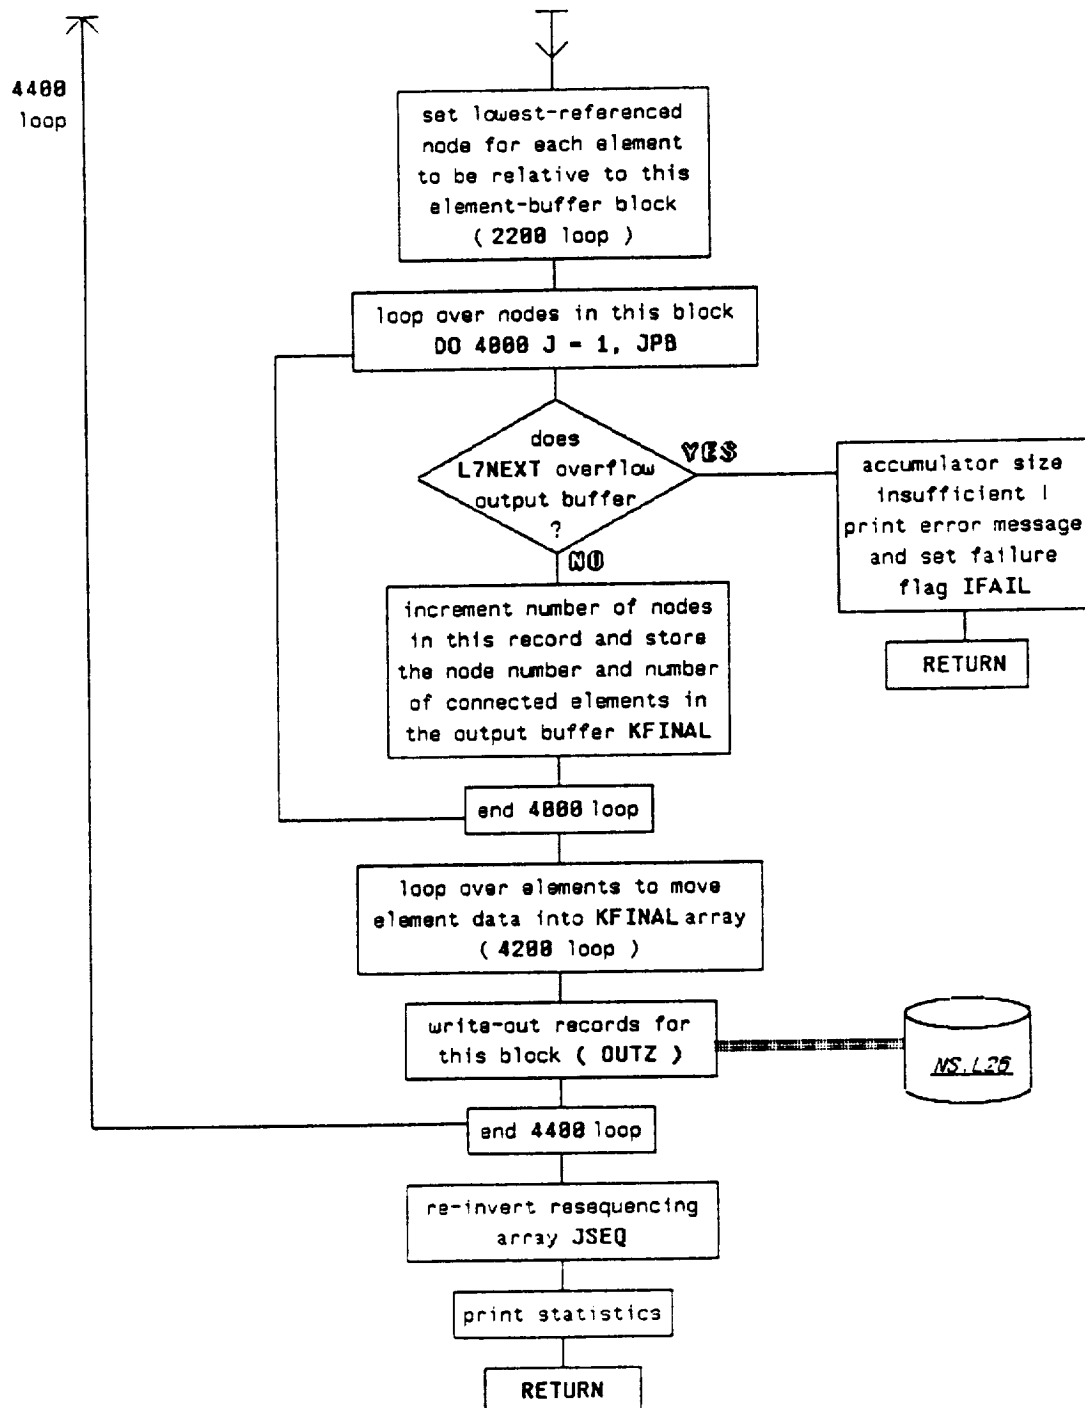 4400
loop
set lowest-referenced
node for each element
to be relative to this
element-buffer block
( 2200 loop )
loop over nodes in this block
DO 4000 J = 1, JPB
does
L7NEXT overflow
output buffer
?
YES
accumulator size
insufficient !
print error message
and set failure
flag IFAIL
RETURN
NO
increment number of nodes
in this record and store
the node number and number
of connected elements in
the output buffer KFINAL
end 4000 loop
loop over elements to move
element data into KFINAL array
( 4200 loop )
write-out records for
this block ( OUTZ )
NS.L26
end 4400 loop
re-invert resequencing
array JSEQ
print statistics
RETURN